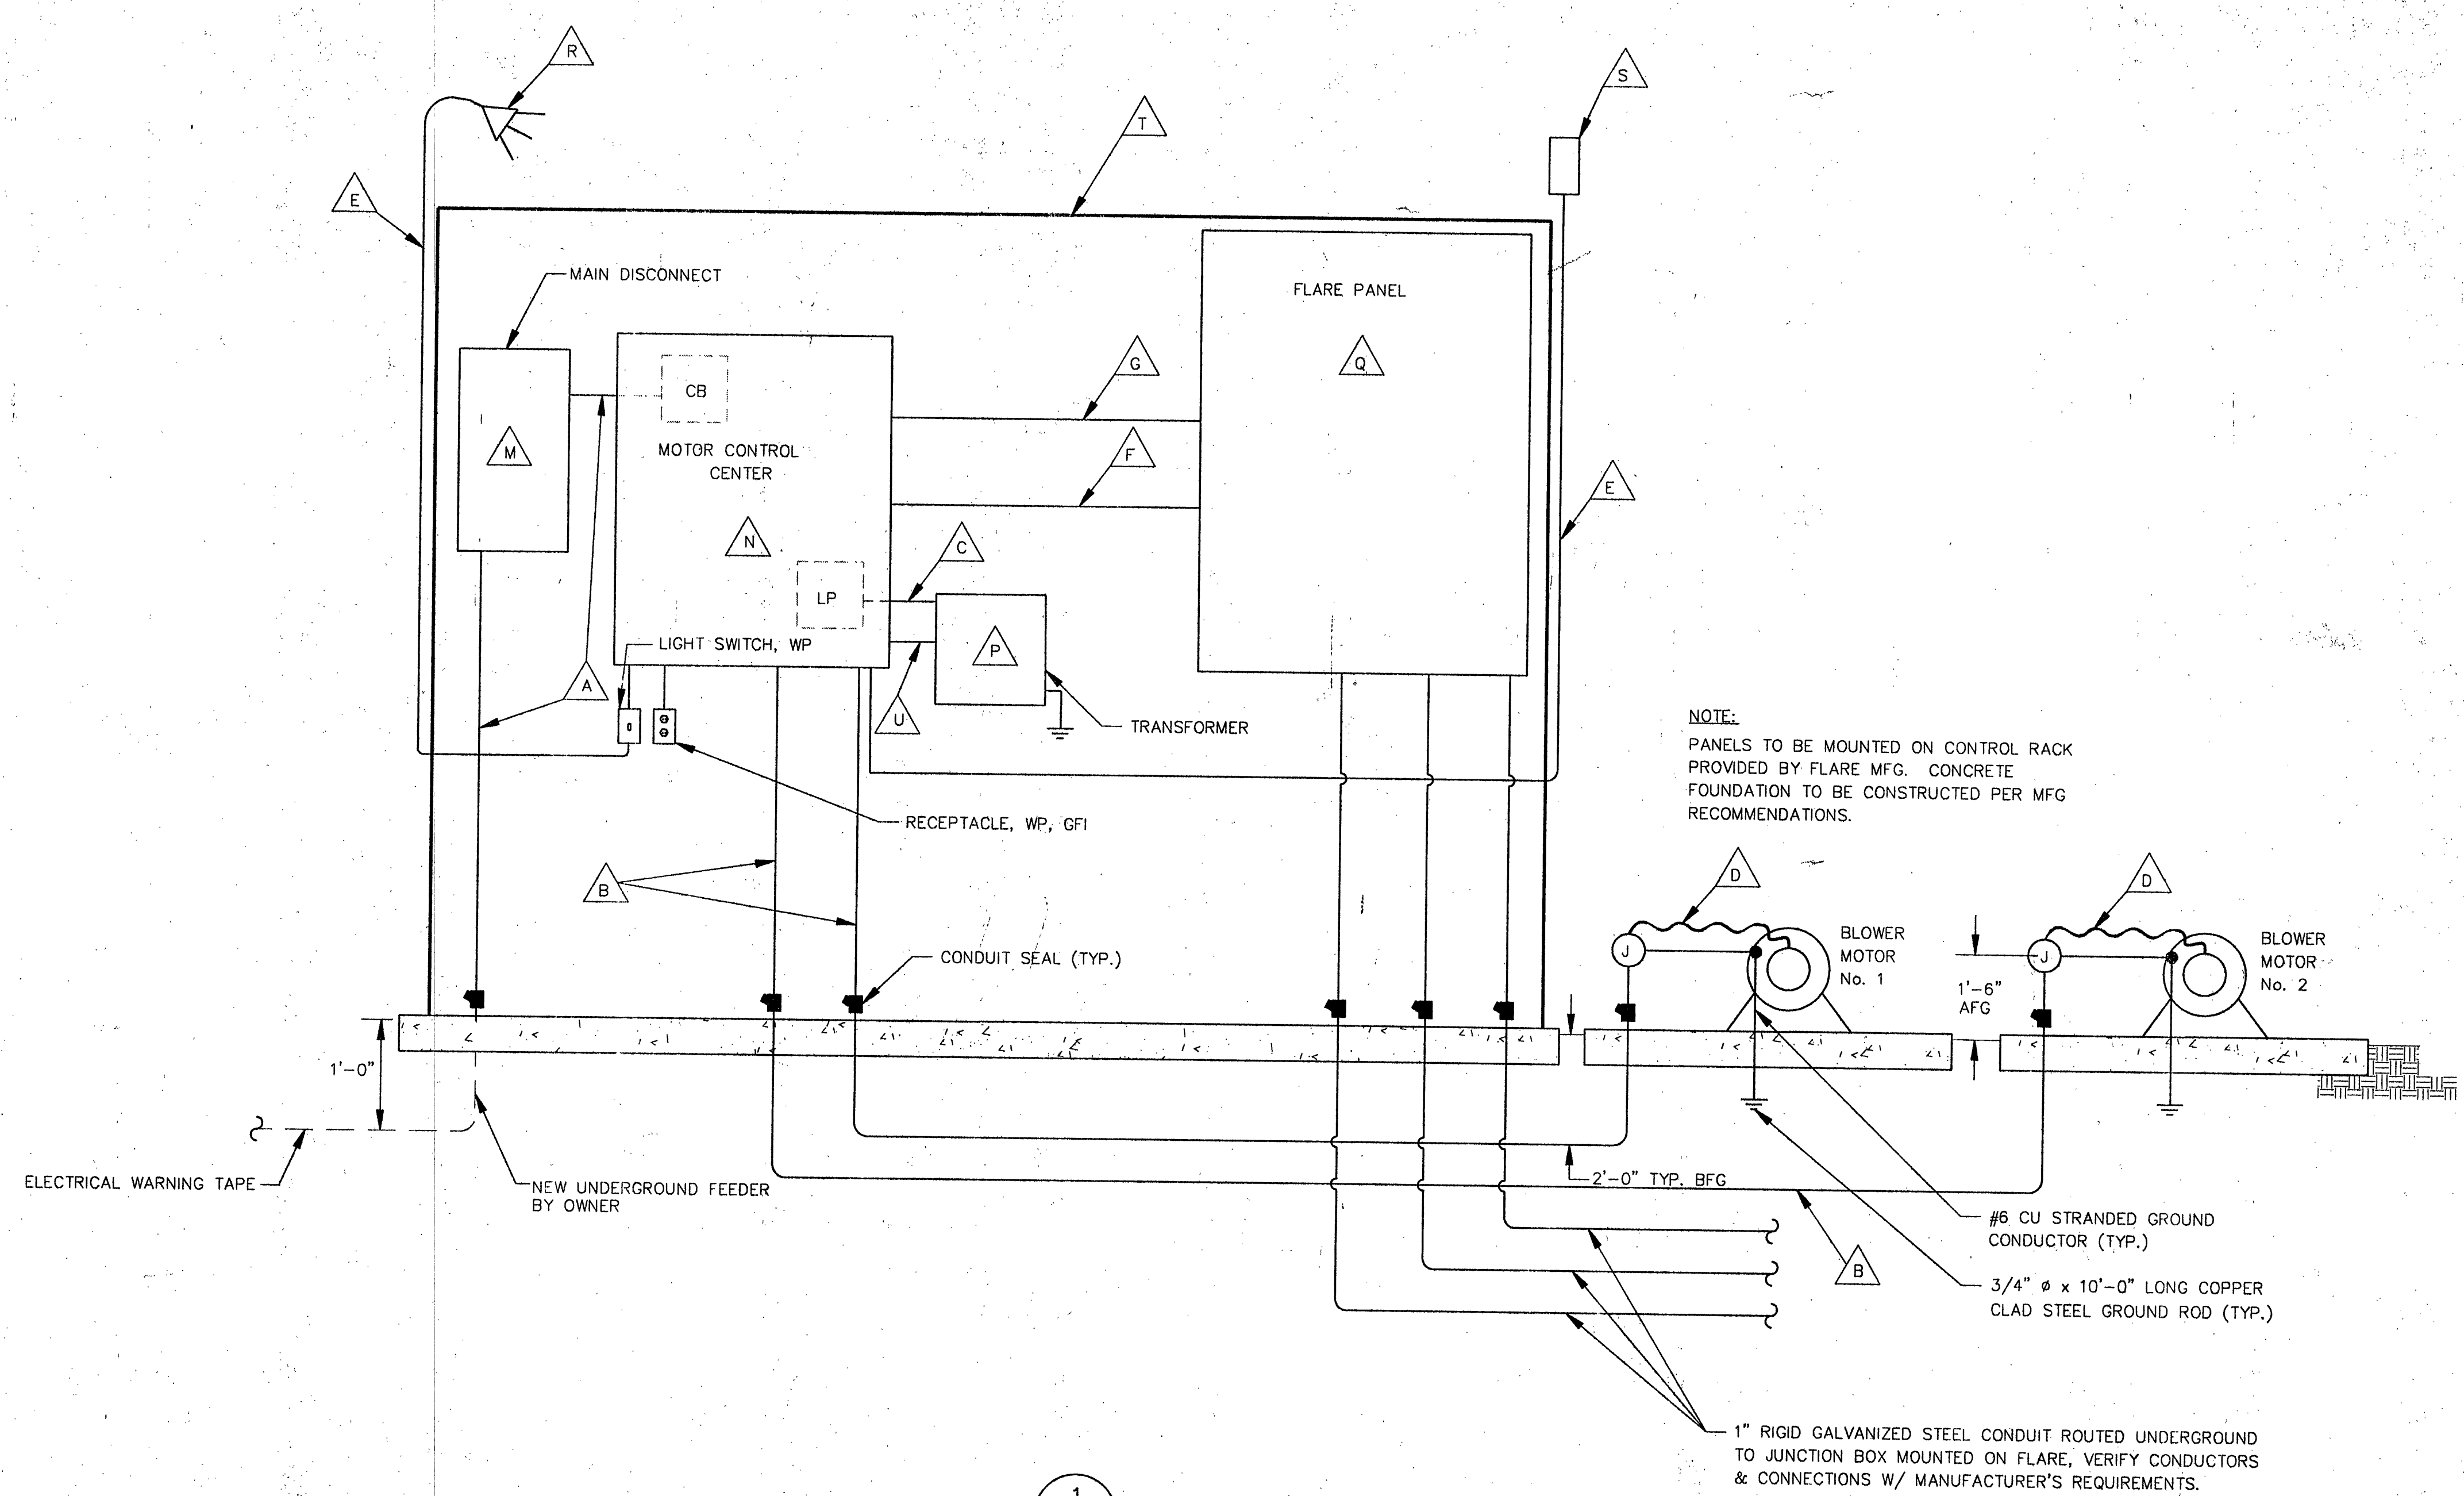 R
S
T
E
MAIN DISCONNECT
FLARE PANEL
G
Q
CB
M
MOTOR CONTROL
CENTER
F
E
N
C
LP
LIGHT SWITCH, WP
P
A
U
TRANSFORMER
NOTE:
PANELS TO BE MOUNTED ON CONTROL RACK
PROVIDED BY FLARE MFG. CONCRETE
FOUNDATION TO BE CONSTRUCTED PER MFG
RECOMMENDATIONS.
RECEPTACLE, WP, GFI
B
D
D
CONDUIT SEAL (TYP.)
J
BLOWER
MOTOR
No. 1
J
BLOWER
MOTOR
No. 2
1'-6"
AFG
1'-0"
ELECTRICAL WARNING TAPE
NEW UNDERGROUND FEEDER
BY OWNER
2'-0" TYP. BFG
#6 CU STRANDED GROUND
CONDUCTOR (TYP.)
B
3/4" ø x 10'-0" LONG COPPER
CLAD STEEL GROUND ROD (TYP.)
1" RIGID GALVANIZED STEEL CONDUIT ROUTED UNDERGROUND
TO JUNCTION BOX MOUNTED ON FLARE, VERIFY CONDUCTORS
& CONNECTIONS W/ MANUFACTURER'S REQUIREMENTS.
1